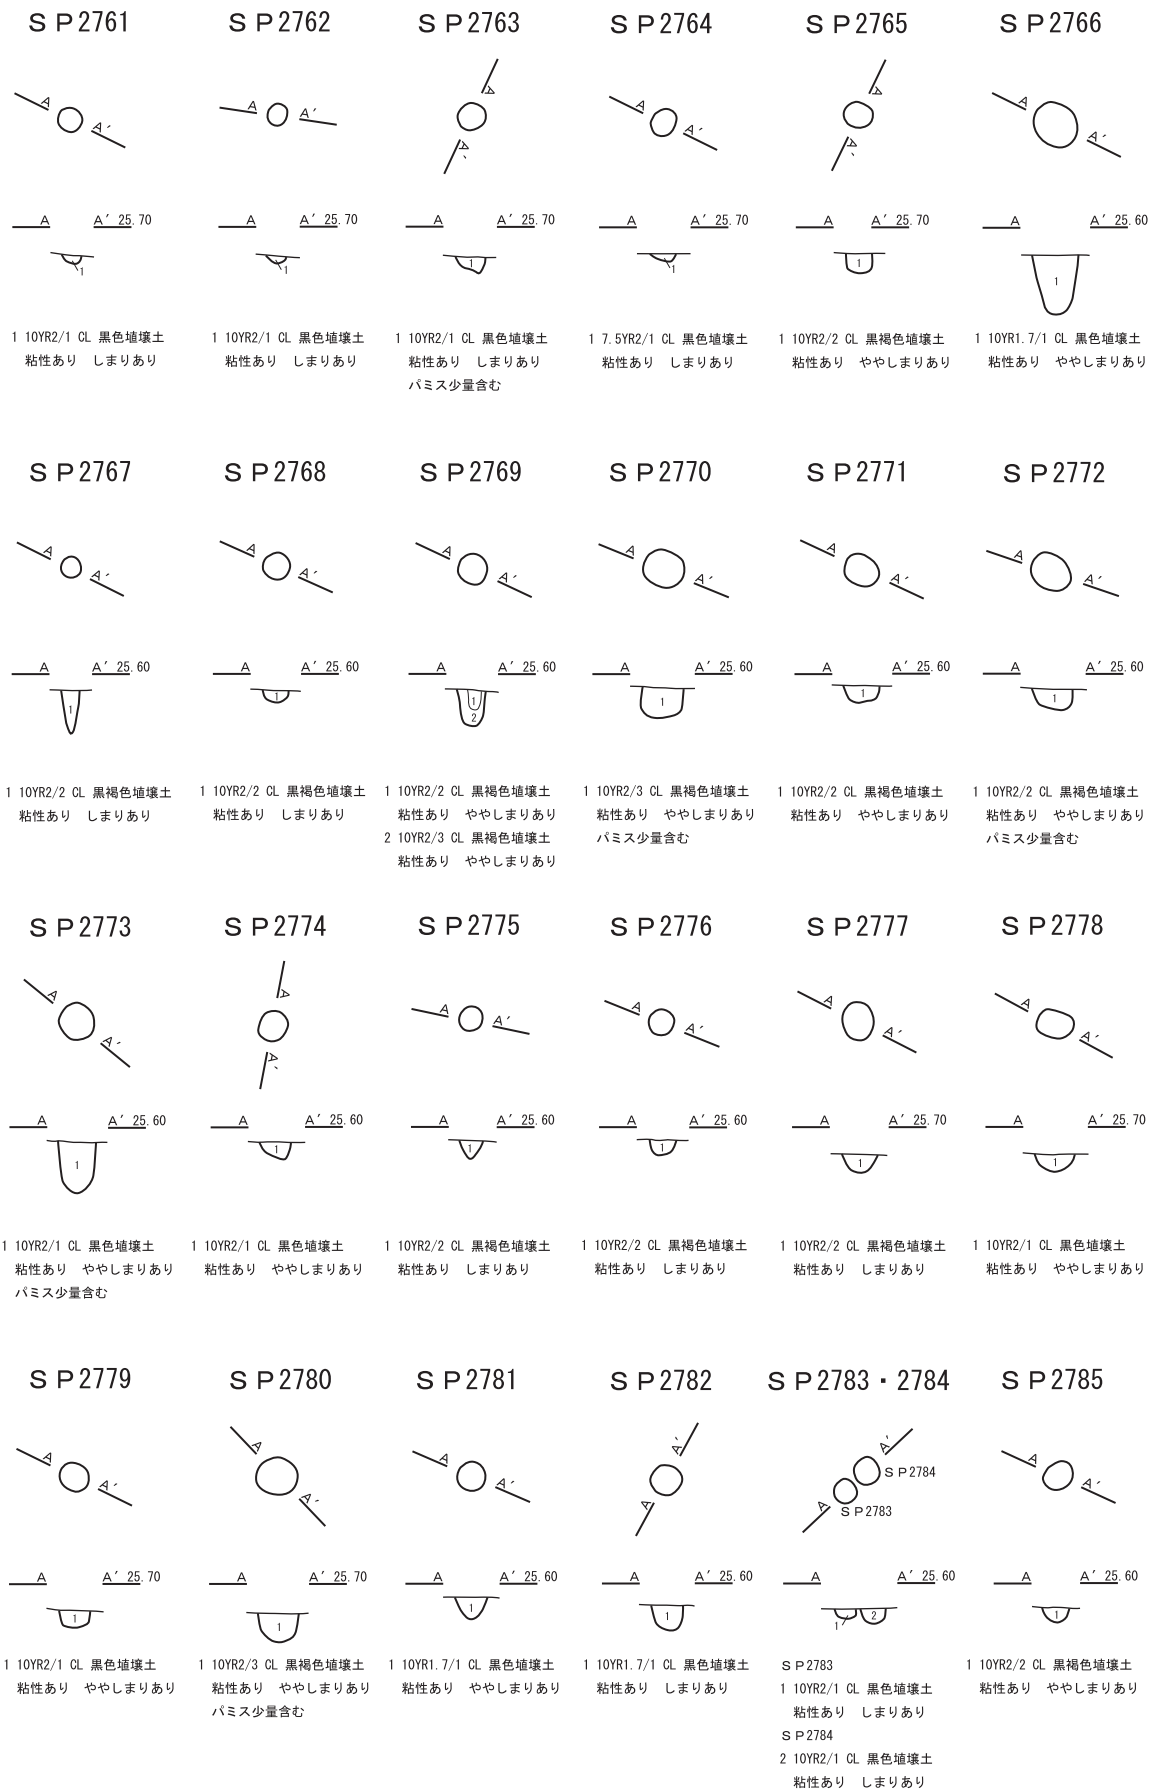 ＳＰ2761
A
A′
A A′ 25.70
1
1 10YR2/1 CL 黒色埴壌土
粘性あり しまりあり
ＳＰ2762
A
A′
A A′ 25.70
1
1 10YR2/1 CL 黒色埴壌土
粘性あり しまりあり
ＳＰ2763
A
A′
A A′ 25.70
1
1 10YR2/1 CL 黒色埴壌土
粘性あり しまりあり
パミス少量含む
ＳＰ2764
A
A′
A A′ 25.70
1
1 7.5YR2/1 CL 黒色埴壌土
粘性あり しまりあり
ＳＰ2765
A
A′
A A′ 25.70
1
1 10YR2/2 CL 黒褐色埴壌土
粘性あり ややしまりあり
ＳＰ2766
A
A′
A A′ 25.60
1
1 10YR1.7/1 CL 黒色埴壌土
粘性あり ややしまりあり
ＳＰ2767
A
A′
A A′ 25.60
1
1 10YR2/2 CL 黒褐色埴壌土
粘性あり しまりあり
ＳＰ2768
A
A′
A A′ 25.60
1
1 10YR2/2 CL 黒褐色埴壌土
粘性あり しまりあり
ＳＰ2769
A
A′
A A′ 25.60
1
2
1 10YR2/2 CL 黒褐色埴壌土
粘性あり ややしまりあり
2 10YR2/3 CL 黒褐色埴壌土
粘性あり ややしまりあり
ＳＰ2770
A
A′
A A′ 25.60
1
1 10YR2/3 CL 黒褐色埴壌土
粘性あり ややしまりあり
パミス少量含む
ＳＰ2771
A
A′
A A′ 25.60
1
1 10YR2/2 CL 黒褐色埴壌土
粘性あり ややしまりあり
ＳＰ2772
A
A′
A A′ 25.60
1
1 10YR2/2 CL 黒褐色埴壌土
粘性あり ややしまりあり
パミス少量含む
ＳＰ2773
A
A′
A A′ 25.60
1
1 10YR2/1 CL 黒色埴壌土
粘性あり ややしまりあり
パミス少量含む
ＳＰ2774
A
A′
A A′ 25.60
1
1 10YR2/1 CL 黒色埴壌土
粘性あり ややしまりあり
ＳＰ2775
A
A′
A A′ 25.60
1
1 10YR2/2 CL 黒褐色埴壌土
粘性あり しまりあり
ＳＰ2776
A
A′
A A′ 25.60
1
1 10YR2/2 CL 黒褐色埴壌土
粘性あり しまりあり
ＳＰ2777
A
A′
A A′ 25.70
1
1 10YR2/2 CL 黒褐色埴壌土
粘性あり しまりあり
ＳＰ2778
A
A′
A A′ 25.70
1
1 10YR2/1 CL 黒色埴壌土
粘性あり ややしまりあり
ＳＰ2779
A
A′
A A′ 25.70
1
1 10YR2/1 CL 黒色埴壌土
粘性あり ややしまりあり
ＳＰ2780
A
A′
A A′ 25.70
1
1 10YR2/3 CL 黒褐色埴壌土
粘性あり ややしまりあり
パミス少量含む
ＳＰ2781
A
A′
A A′ 25.60
1
1 10YR1.7/1 CL 黒色埴壌土
粘性あり ややしまりあり
ＳＰ2782
A′
A
A A′ 25.60
1
1 10YR1.7/1 CL 黒色埴壌土
粘性あり しまりあり
ＳＰ2783・2784
A′
ＳＰ2784
A
ＳＰ2783
A A′ 25.60
1 2
ＳＰ2783
1 10YR2/1 CL 黒色埴壌土
粘性あり しまりあり
ＳＰ2784
2 10YR2/1 CL 黒色埴壌土
粘性あり しまりあり
ＳＰ2785
A
A′
A A′ 25.60
1
1 10YR2/2 CL 黒褐色埴壌土
粘性あり ややしまりあり